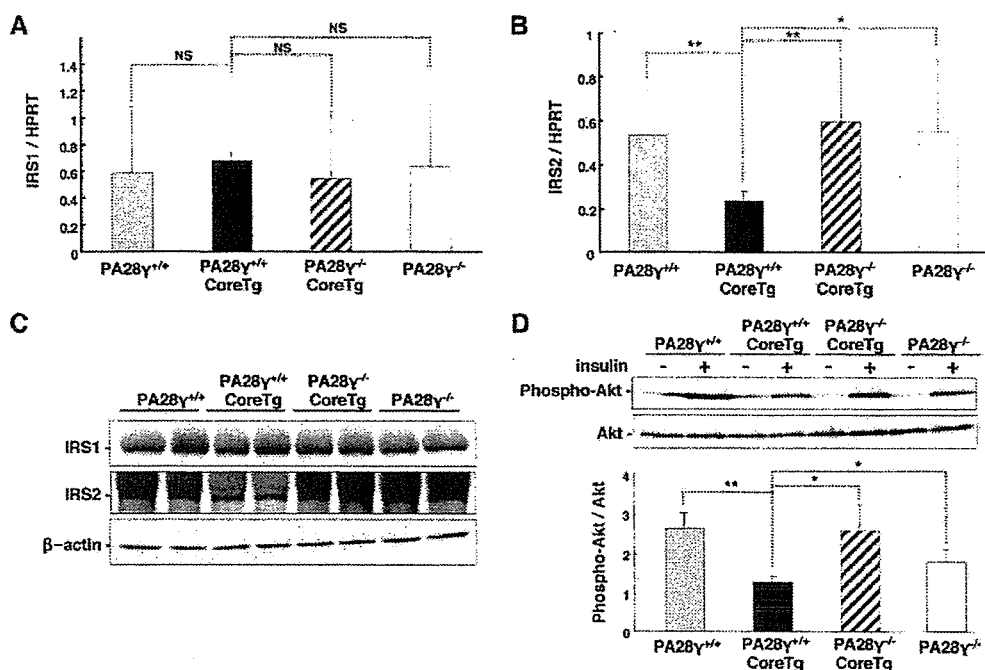 A
NS
NS
NS
IRS1 / HPRT
1.4
1
0.8
0.6
0.4
0.2
0
PA28γ+/+
PA28γ+/+
CoreTg
PA28γ-/-
CoreTg
PA28γ-/-
B
*
**
**
IRS2 / HPRT
1
0.8
0.6
0.4
0.2
0
PA28γ+/+
PA28γ+/+
CoreTg
PA28γ-/-
CoreTg
PA28γ-/-
C
PA28γ+/+
PA28γ+/+
CoreTg
PA28γ-/-
CoreTg
PA28γ-/-
IRS1
IRS2
β-actin
D
PA28γ+/+
PA28γ+/+
CoreTg
PA28γ-/-
CoreTg
PA28γ-/-
insulin - + - + - + - +
Phospho-Akt
Akt
*
** *
Phospho-Akt / Akt
4
3
2
1
0
PA28γ+/+
PA28γ+/+
CoreTg
PA28γ-/-
CoreTg
PA28γ-/-